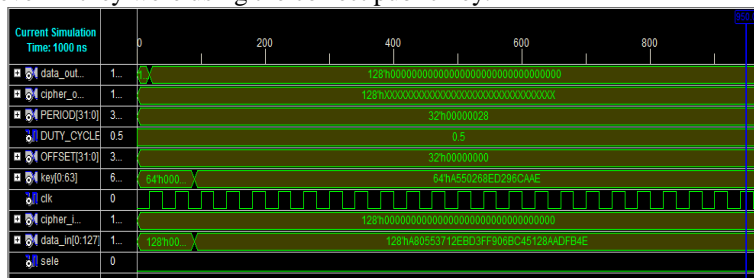 Current Simulation
Time: 1000 ns
0 200 400 600 800
data_out... 1... 1... 128'h00000000000000000000000000000000
cipher_o... 1... 128'hXXXXXXXXXXXXXXXXXXXXXXXXXXXXXXXX
PERIOD[31:0] 3... 32'h00000028
DUTY_CYCLE 0.5 0.5
OFFSET[31:0] 3... 32'h00000000
key[0:63] 6... 64'h000... 64'hA550268ED296CAAE
clk 0
cipher_i... 1... 128'h00000000000000000000000000000000
data_in[0:127] 1... 128'h00... 128'hA80553712EBD3FF906BC45128AADFB4E
sele 0